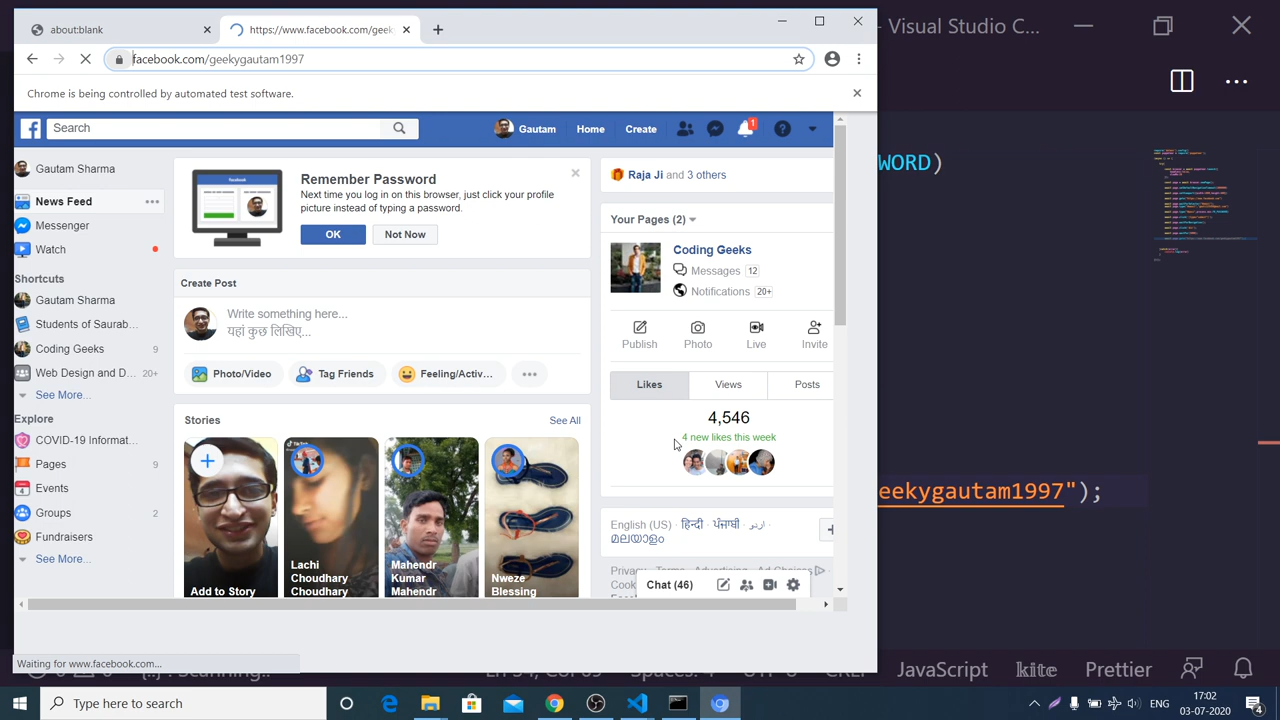 about:blank
https://www.facebook.com/geek
- Visual Studio C...
facebook.com/geekygautam1997
Chrome is being controlled by automated test software.
Search
Gautam
Home
Create
1
Gautam Sharma
News Feed
Messenger
Watch
Shortcuts
Gautam Sharma
Students of Saurab...
Coding Geeks 9
Web Design and D... 20+
See More...
Explore
COVID-19 Informat...
Pages 9
Events
Groups 2
Fundraisers
See More...
Remember Password
Next time you log in on this browser, just click your profile
picture instead of typing a password.
OK
Not Now
Create Post
Write something here...
यहां कुछ लिखिए...
Photo/Video
Tag Friends
Feeling/Activ...
Stories
See All
Add to Story
Lachi
Choudhary
Choudhary
Mahendr
Kumar
Mahendr
Nweze
Blessing
Raja Ji and 3 others
Your Pages (2)
Coding Geeks
Messages 12
Notifications 20+
Publish
Photo
Live
Invite
Likes
Views
Posts
4,546
4 new likes this week
English (US) · हिन्दी · ਪੰਜਾਬੀ · اردو ·
മലയാളം
Chat (46)
Waiting for www.facebook.com...
WORD)
eekygautam1997");
JavaScript
kite
Prettier
Type here to search
ENG
17:02
03-07-2020
4